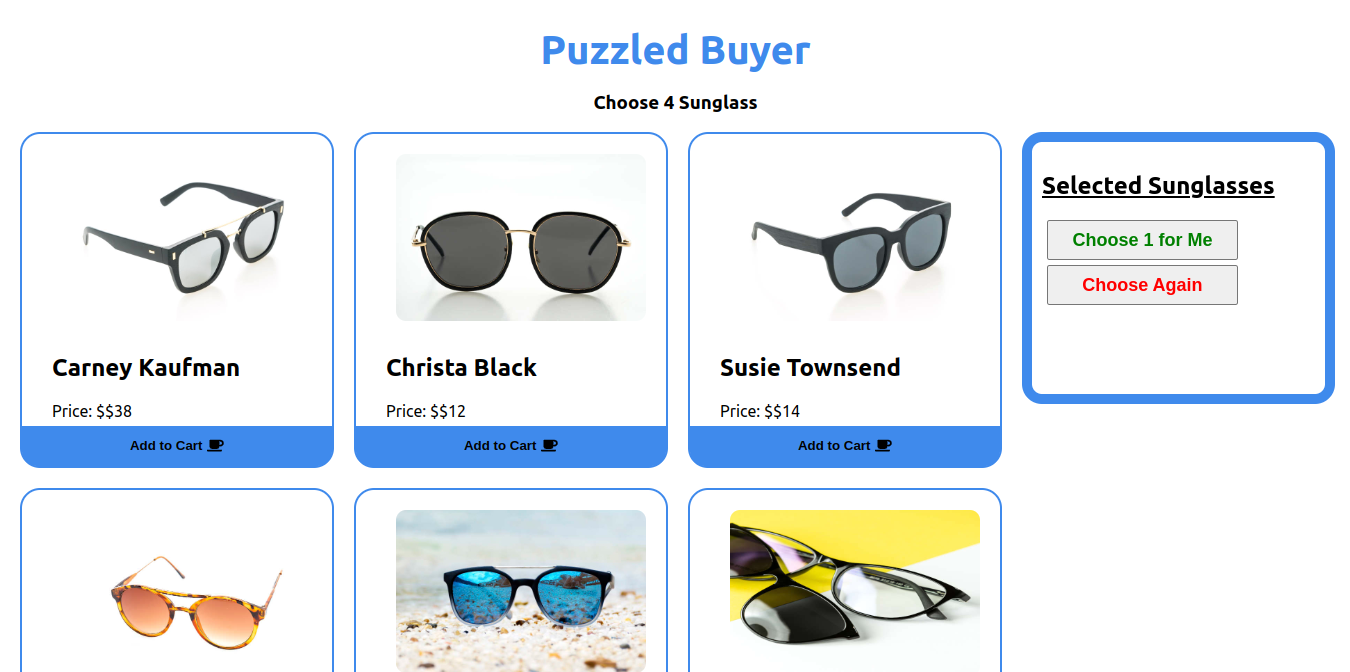 Puzzled Buyer
Choose 4 Sunglass
Carney Kaufman
Price: $$38
Add to Cart
Christa Black
Price: $$12
Add to Cart
Susie Townsend
Price: $$14
Add to Cart
Selected Sunglasses
Choose 1 for Me
Choose Again